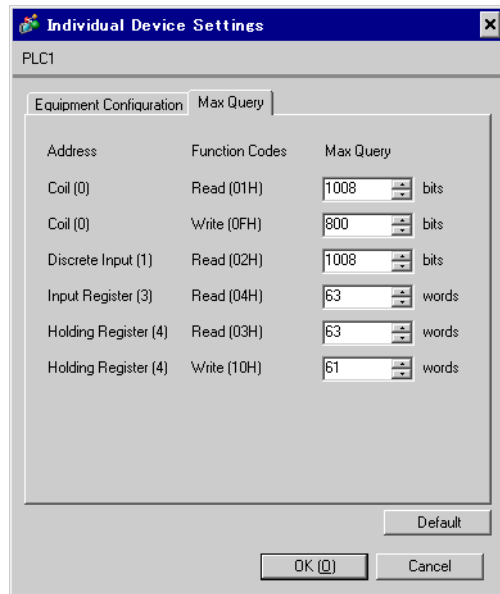 Individual Device Settings
PLC1
Equipment Configuration Max Query
Address Function Codes Max Query
Coil (0) Read (01H) 1008 bits
Coil (0) Write (0FH) 800 bits
Discrete Input (1) Read (02H) 1008 bits
Input Register (3) Read (04H) 63 words
Holding Register (4) Read (03H) 63 words
Holding Register (4) Write (10H) 61 words
Default
OK (O) Cancel